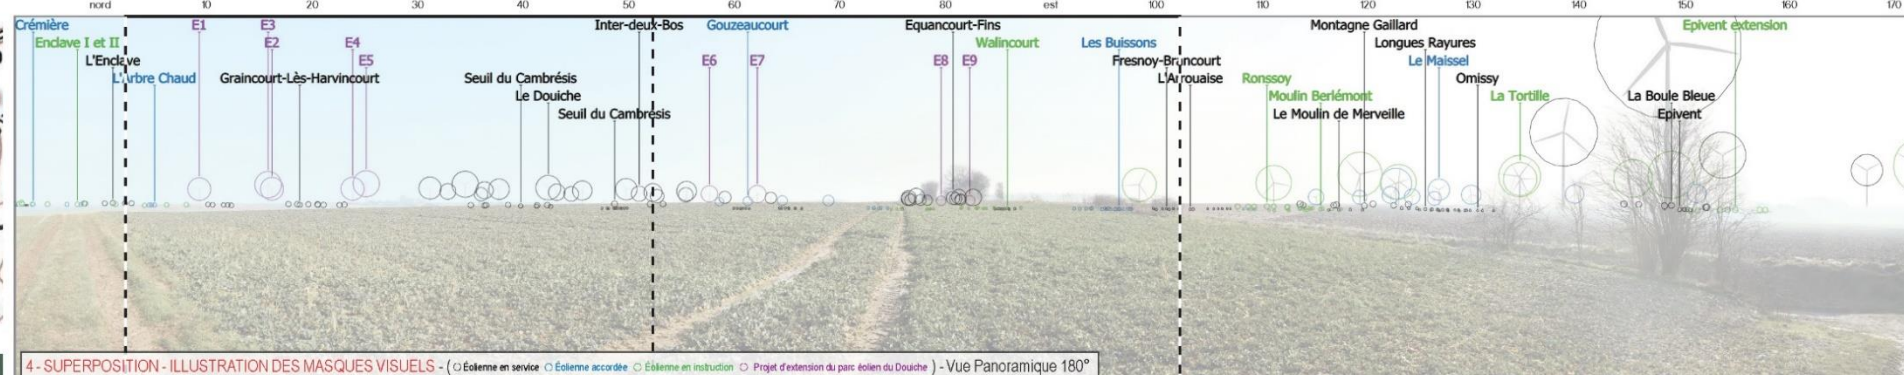 nord 10 20 30 40 50 60 70 80 est 100 110 120 130 140 150 160 170
Crémière E1 E3 Inter-deux-Bos Gouzeaucourt Equancourt-Fins Montagne Gaillard Epivent extension
Enclave I et II E2 E4 Walincourt Les Buissons Longues Rayures
L'Enclave E5 E6 E7 E8 E9 Fresnoy-Brancourt Le Maissel
L'Arbre Chaud Graincourt-Lès-Harvincourt Seuil du Cambrésis L'Arrouaise Ronssoy Omissy
Le Douiche Moulin Berlémont La Tortille La Boule Bleue
Seuil du Cambrésis Le Moulin de Merveille Epivent
4 - SUPERPOSITION - ILLUSTRATION DES MASQUES VISUELS - ( Éolienne en service Éolienne accordée Éolienne en instruction Projet d'extension du parc éolien du Douiche ) - Vue Panoramique 180°